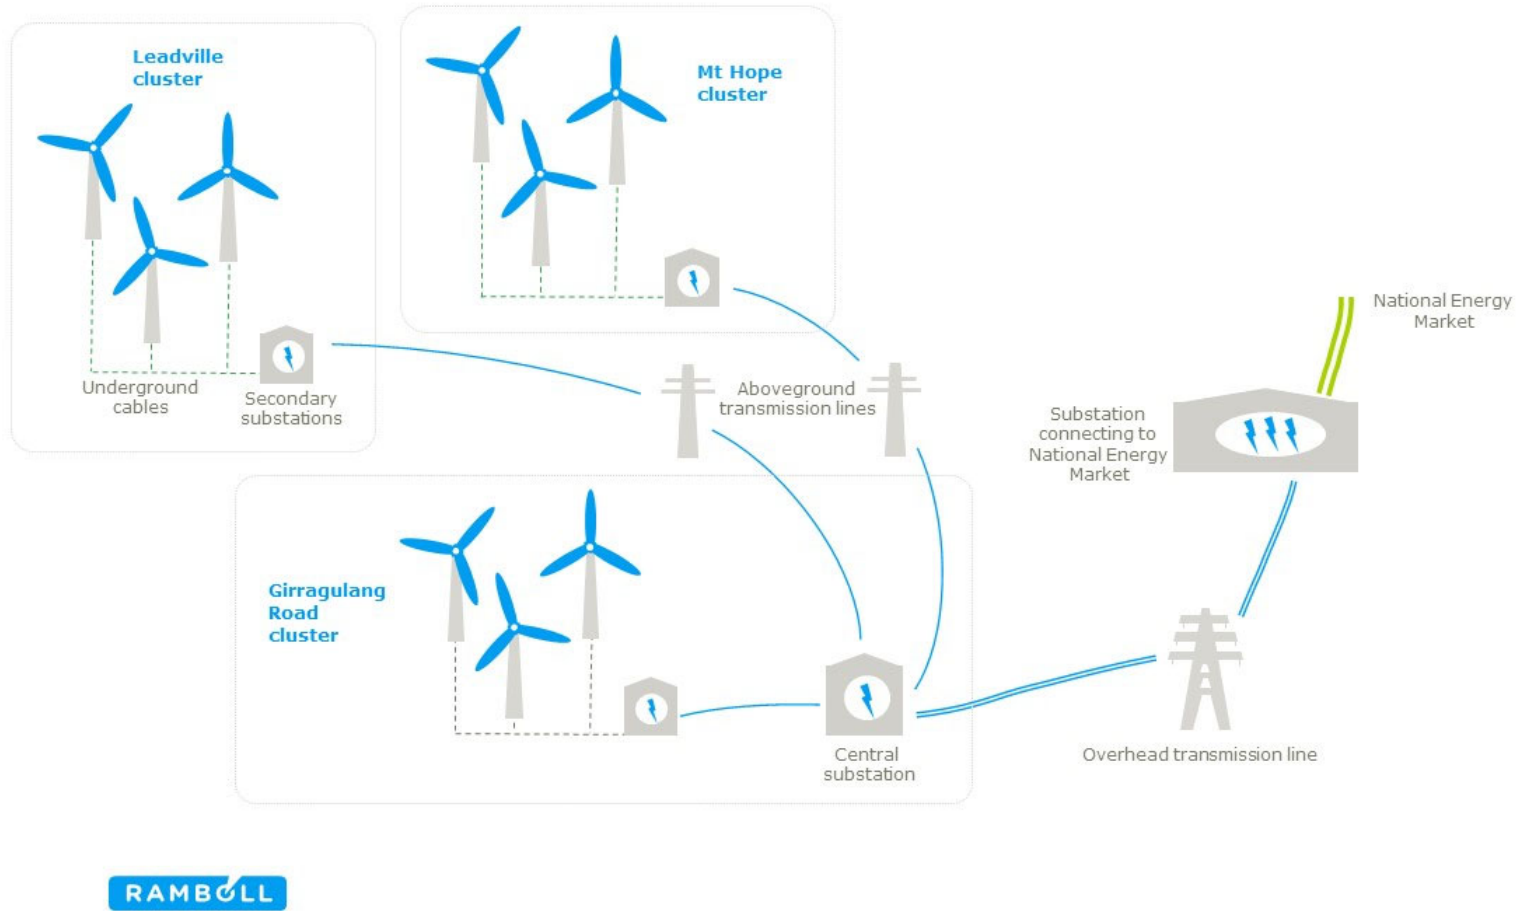 Leadville
cluster
Mt Hope
cluster
Underground
cables
Secondary
substations
Aboveground
transmission lines
National Energy
Market
Substation
connecting to
National Energy
Market
Girragulang
Road
cluster
Central
substation
Overhead transmission line
RAMBOLL